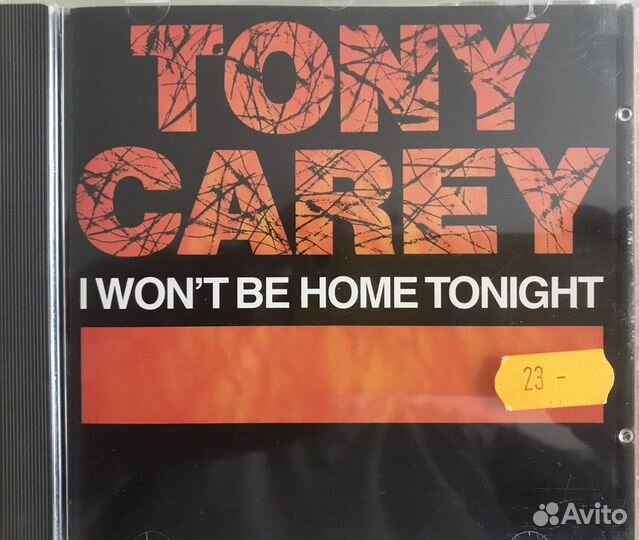 TONY
CAREY
I WON'T BE HOME TONIGHT
23 -
Avito